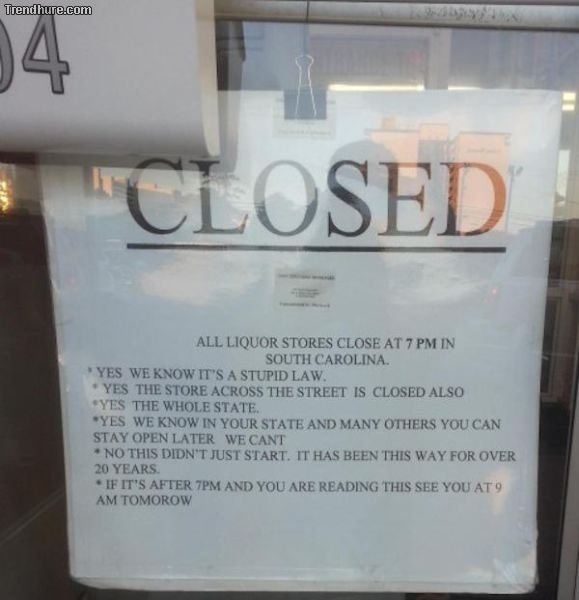 Trendhure.com
04
CLOSED
ALL LIQUOR STORES CLOSE AT 7 PM IN
SOUTH CAROLINA.
* YES WE KNOW IT'S A STUPID LAW.
* YES THE STORE ACROSS THE STREET IS CLOSED ALSO
*YES THE WHOLE STATE.
*YES WE KNOW IN YOUR STATE AND MANY OTHERS YOU CAN
STAY OPEN LATER WE CANT
* NO THIS DIDN'T JUST START. IT HAS BEEN THIS WAY FOR OVER
20 YEARS.
* IF IT'S AFTER 7PM AND YOU ARE READING THIS SEE YOU AT 9
AM TOMOROW